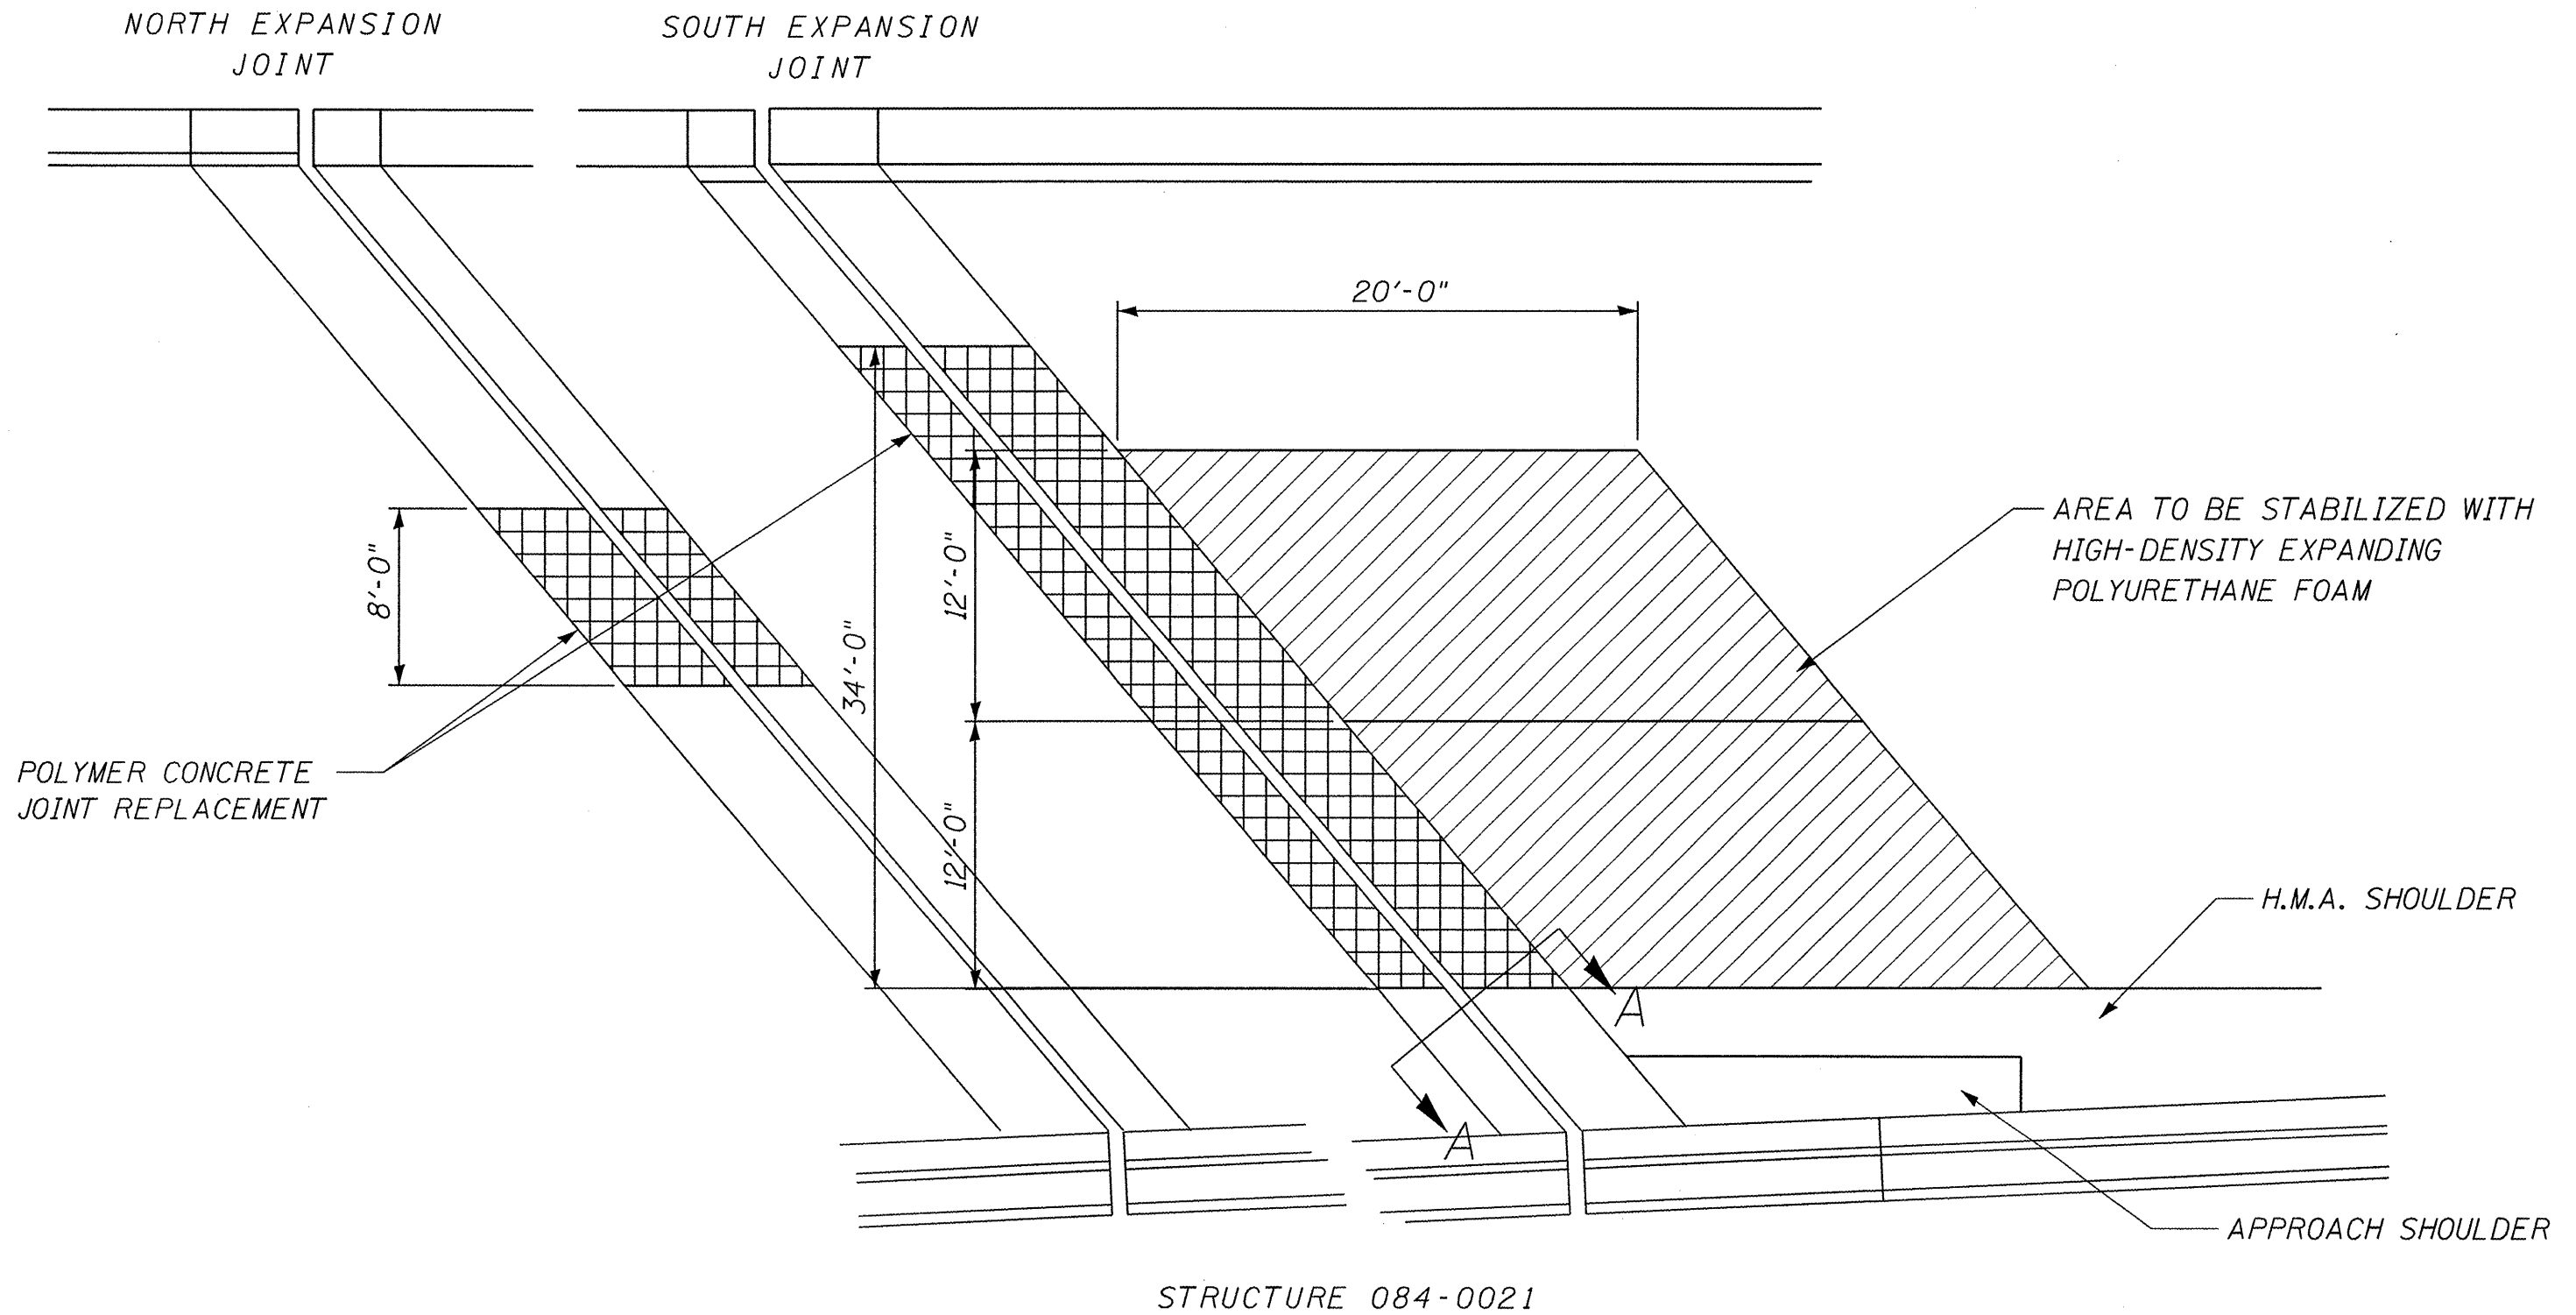 NORTH EXPANSION
JOINT
SOUTH EXPANSION
JOINT
20'-0"
8'-0"
34'-0"
12'-0"
12'-0"
AREA TO BE STABILIZED WITH
HIGH-DENSITY EXPANDING
POLYURETHANE FOAM
POLYMER CONCRETE
JOINT REPLACEMENT
H.M.A. SHOULDER
A
A
APPROACH SHOULDER
STRUCTURE 084-0021